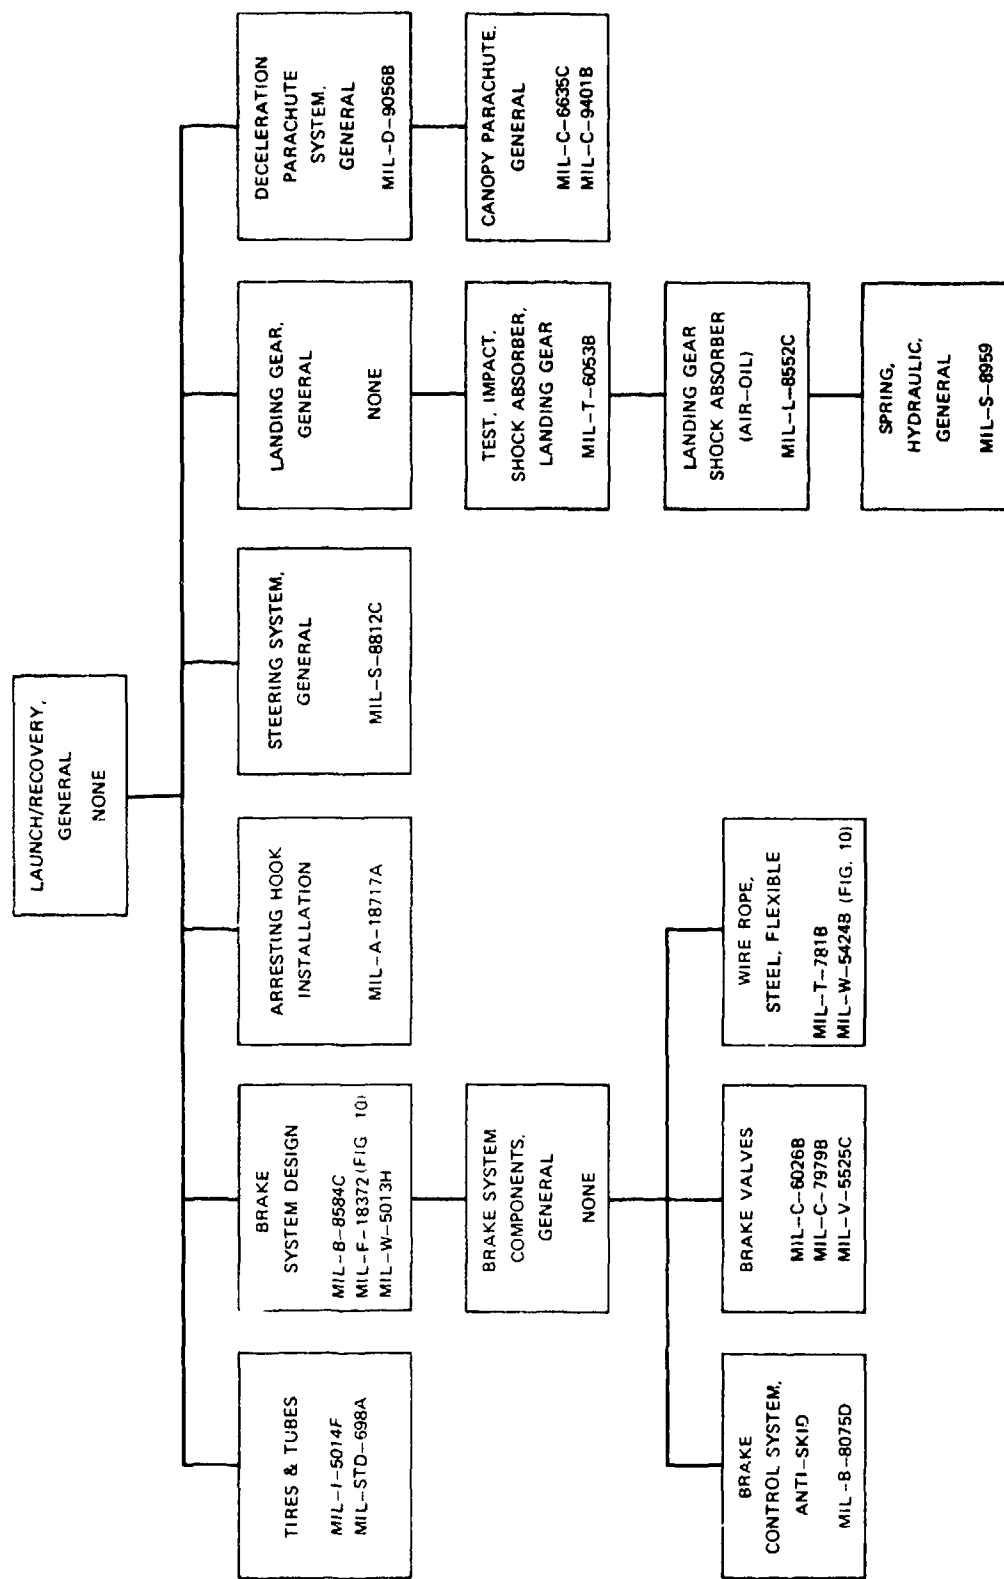 LAUNCH/RECOVERY,
GENERAL
NONE
TIRES & TUBES
MIL-I-5014F
MIL-STD-698A
BRAKE
SYSTEM DESIGN
MIL-B-8584C
MIL-F-18372 (FIG 10)
MIL-W-5013H
ARRESTING HOOK
INSTALLATION
MIL-A-18717A
STEERING SYSTEM,
GENERAL
MIL-S-8812C
LANDING GEAR,
GENERAL
NONE
DECELERATION
PARACHUTE
SYSTEM,
GENERAL
MIL-D-9056B
BRAKE SYSTEM
COMPONENTS,
GENERAL
NONE
TEST, IMPACT,
SHOCK ABSORBER,
LANDING GEAR
MIL-T-6053B
CANOPY PARACHUTE,
GENERAL
MIL-C-6635C
MIL-C-9401B
LANDING GEAR
SHOCK ABSORBER
(AIR-OIL)
MIL-L-8552C
BRAKE
CONTROL SYSTEM,
ANTI-SKID
MIL-B-8075D
BRAKE VALVES
MIL-C-6026B
MIL-C-7979B
MIL-V-5525C
WIRE ROPE,
STEEL, FLEXIBLE
MIL-T-781B
MIL-W-5424B (FIG. 10)
SPRING,
HYDRAULIC,
GENERAL
MIL-S-8959